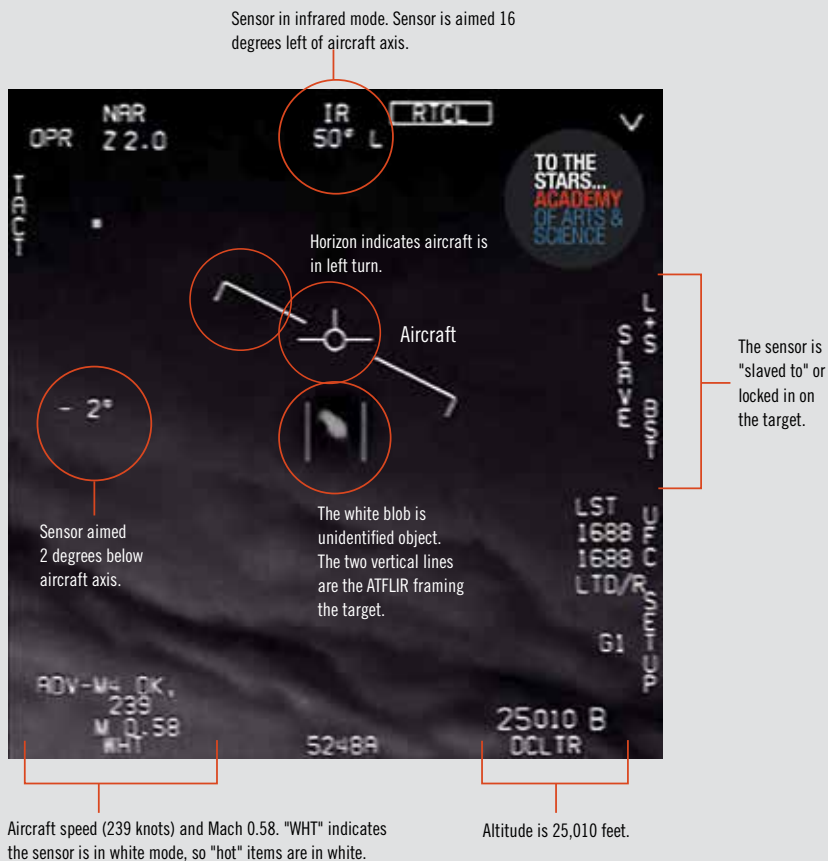 Sensor in infrared mode. Sensor is aimed 16
degrees left of aircraft axis.
NAR
IR
RTCL
OPR Z 2.0
50° L
TO THE
STARS...
ACADEMY
OF ARTS &
SCIENCE
TACT
Horizon indicates aircraft is
in left turn.
Aircraft
L+S
SLAVE
BST
The sensor is
"slaved to" or
locked in on
the target.
- 2°
Sensor aimed
2 degrees below
aircraft axis.
The white blob is
unidentified object.
The two vertical lines
are the ATFLIR framing
the target.
LST
1688
1688
LTD/R
UFC
SETUP
G1
ADV-M4 OK,
239
M 0.58
WHT
5248A
25010 B
DCLTR
Aircraft speed (239 knots) and Mach 0.58. "WHT" indicates
the sensor is in white mode, so "hot" items are in white.
Altitude is 25,010 feet.